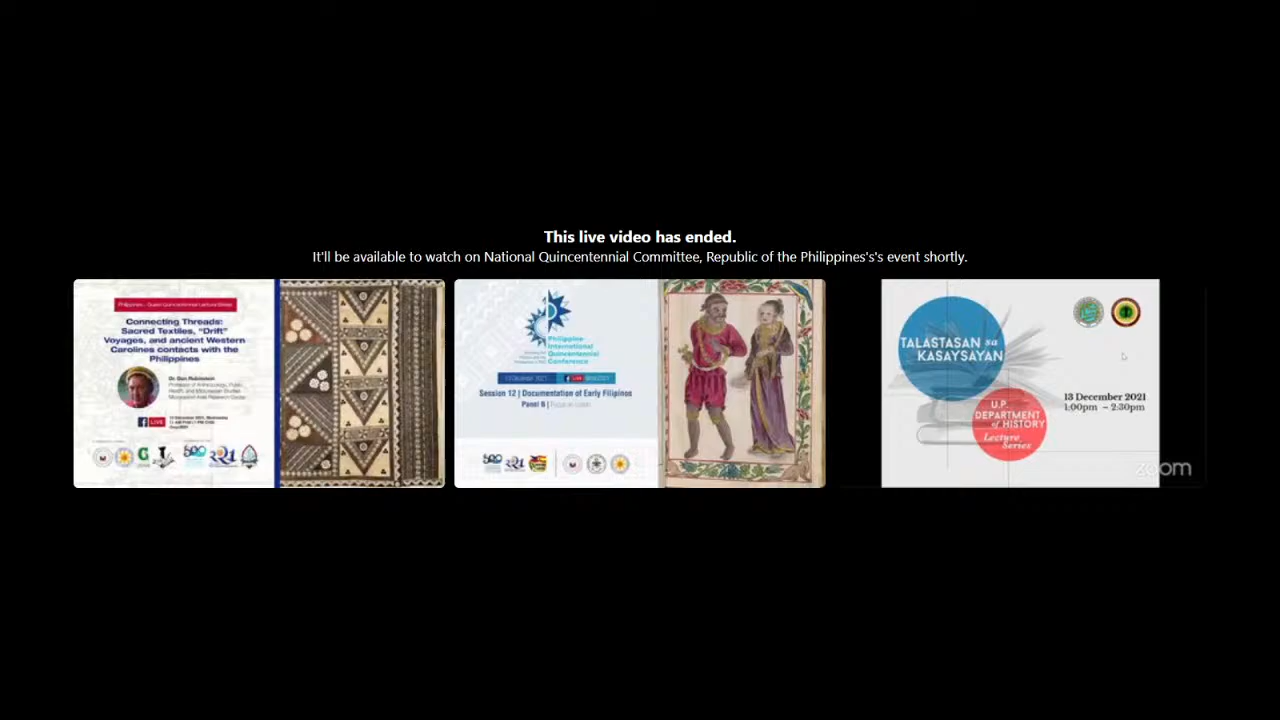 This live video has ended.
It'll be available to watch on National Quincentennial Committee, Republic of the Philippines's's event shortly.
Connecting Threads:
Sacred Textiles, "Drift"
Voyages, and ancient Western
Carolines contacts with the
Philippines
LIVE
Philippine
International
Quincentennial
Conference
LIVE
Session 12 | Documentation of Early Filipinos
Panel B |
TALASTASAN sa
KASAYSAYAN
U.P.
DEPARTMENT
of HISTORY
Lecture
Series
13 December 2021
1:00pm – 2:30pm
zoom